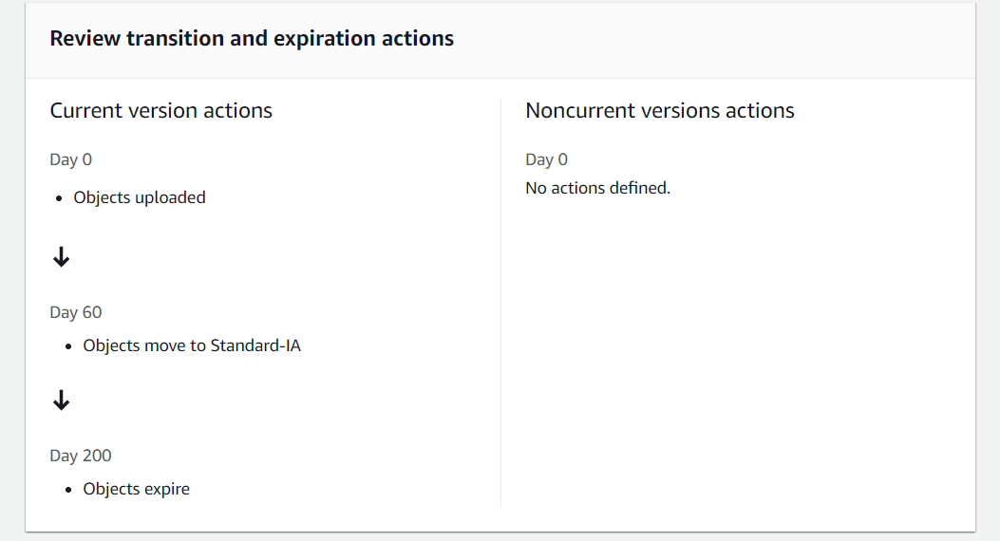 Review transition and expiration actions
Current version actions
Day 0
Objects uploaded
Day 60
Objects move to Standard-IA
Day 200
Objects expire
Noncurrent versions actions
Day 0
No actions defined.